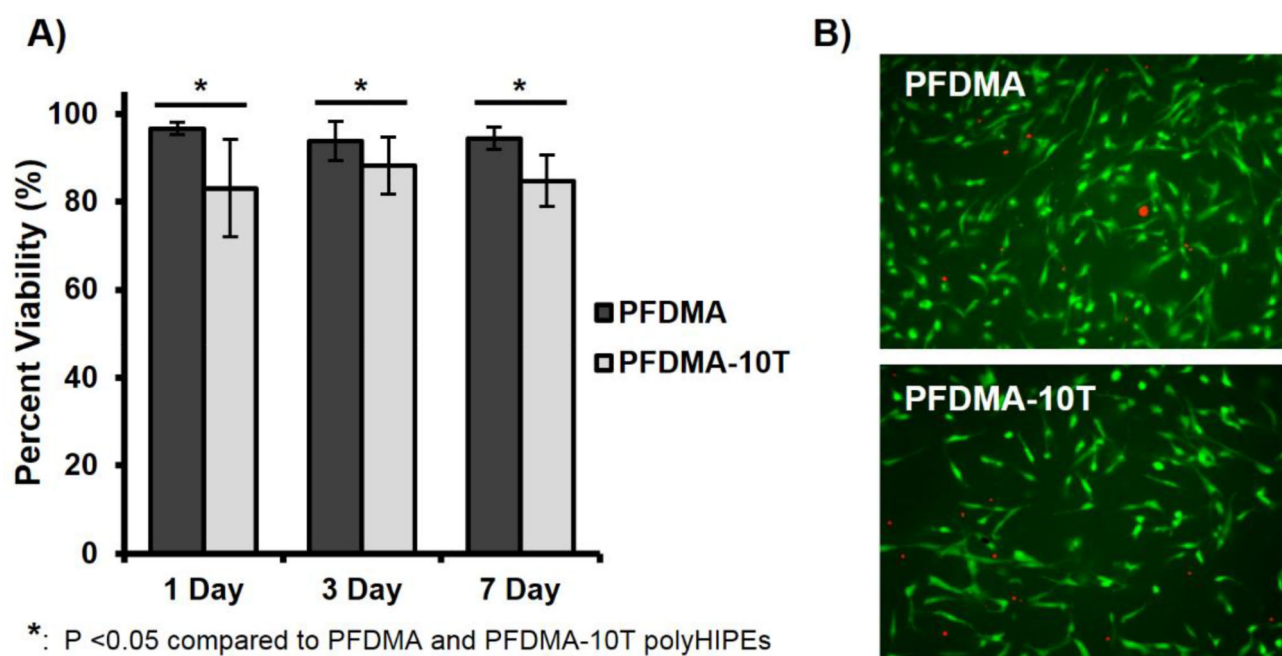 A)
* * *
100
80
60
40
20
0
Percent Viability (%)
1 Day 3 Day 7 Day
PFDMA
PFDMA-10T
*: P <0.05 compared to PFDMA and PFDMA-10T polyHIPEs
B)
PFDMA
PFDMA-10T